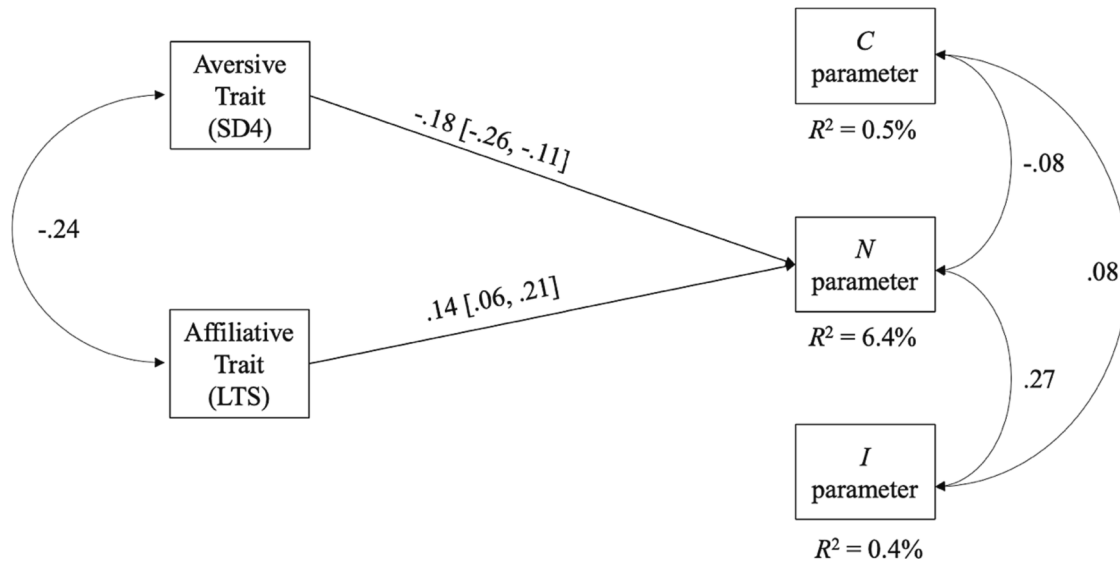 Aversive
Trait
(SD4)
-.24
Affiliative
Trait
(LTS)
-.18 [-.26, -.11]
.14 [.06, .21]
C
parameter
R² = 0.5%
N
parameter
R² = 6.4%
I
parameter
R² = 0.4%
-.08
.08
.27